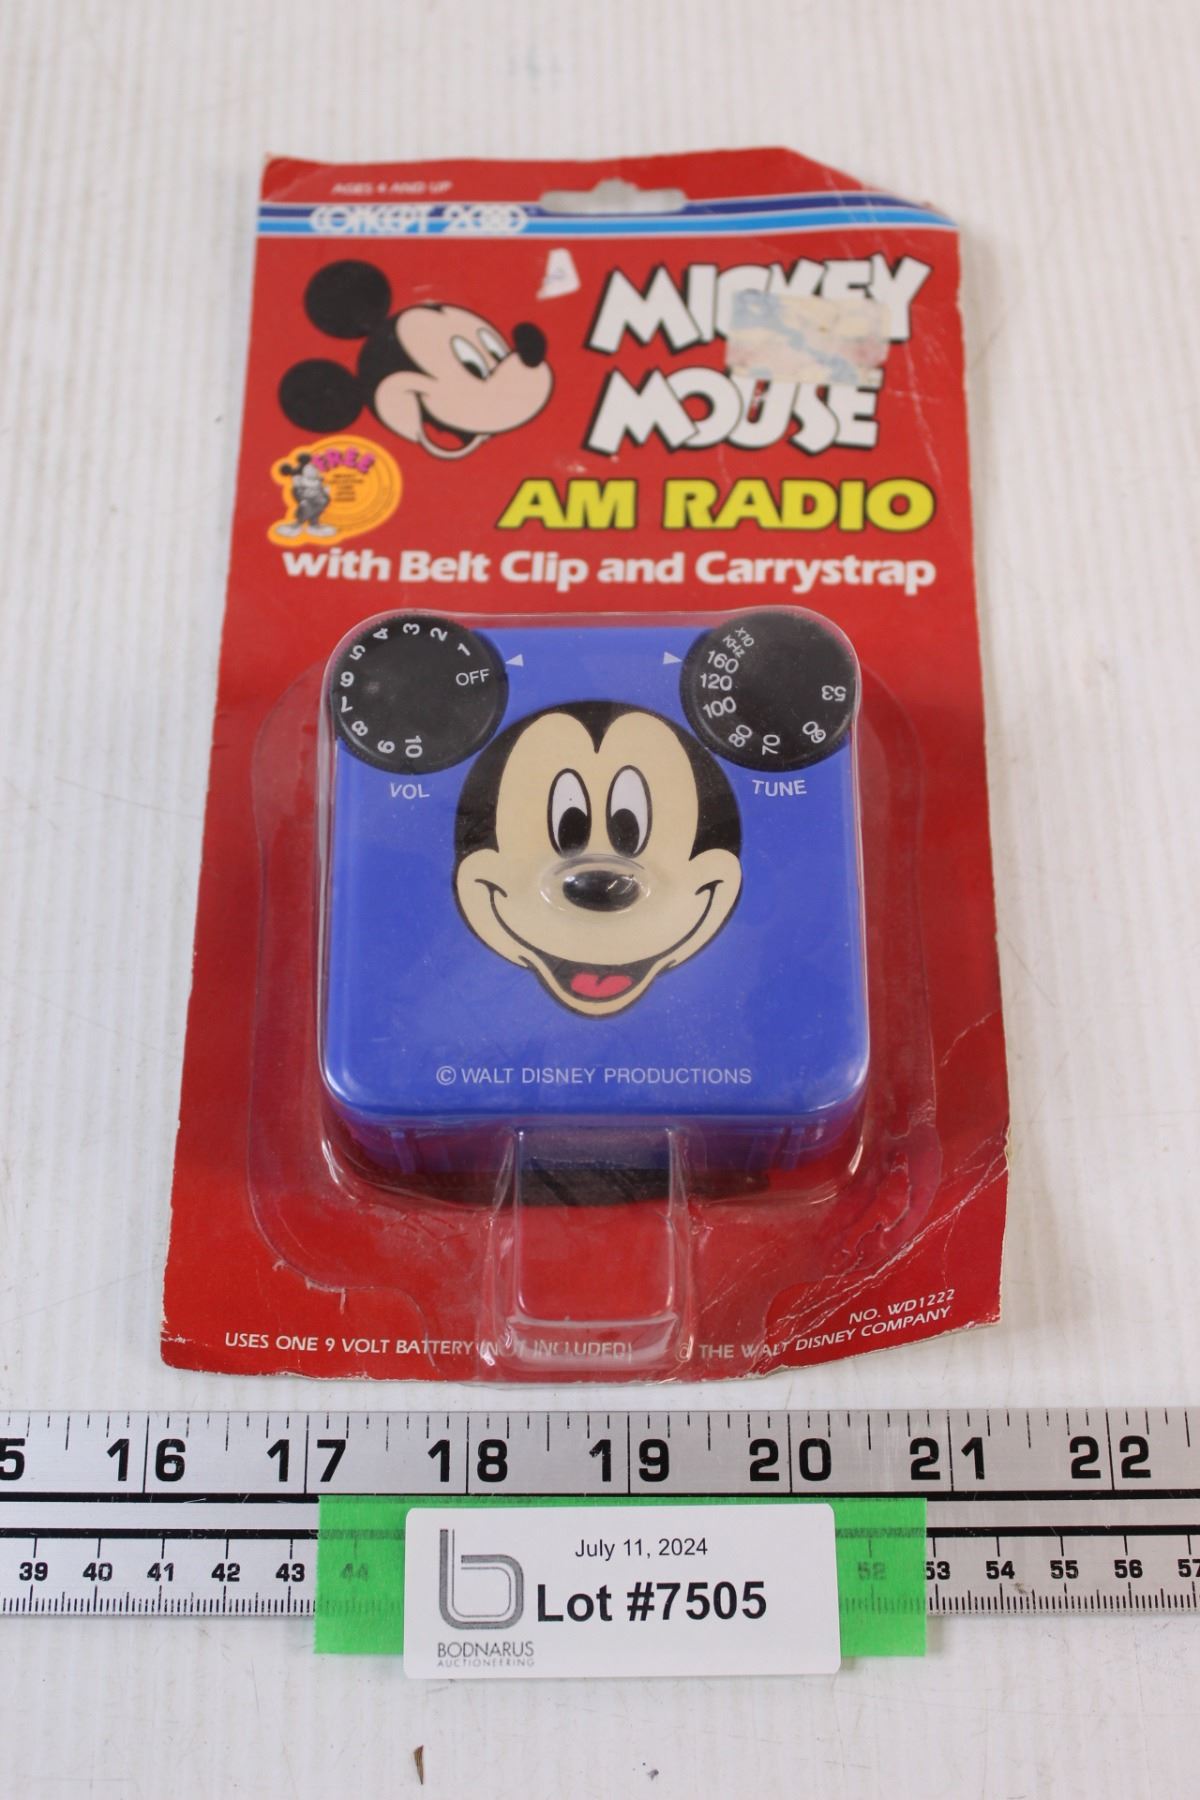 AGES 4 AND UP
CONCEPT 2000
MICKEY
MOUSE
FREE
AM RADIO
with Belt Clip and Carrystrap
OFF 1 2 3 4 5 6 7 8 9 10
VOL
X10
KHz
160
120
100
80
70
60
53
TUNE
© WALT DISNEY PRODUCTIONS
NO. WD1222
USES ONE 9 VOLT BATTERY (NOT INCLUDED) © THE WALT DISNEY COMPANY
5 16 17 18 19 20 21 22
39 40 41 42 43 44 52 53 54 55 56 57
July 11, 2024
Lot #7505
BODNARUS
AUCTIONEERING